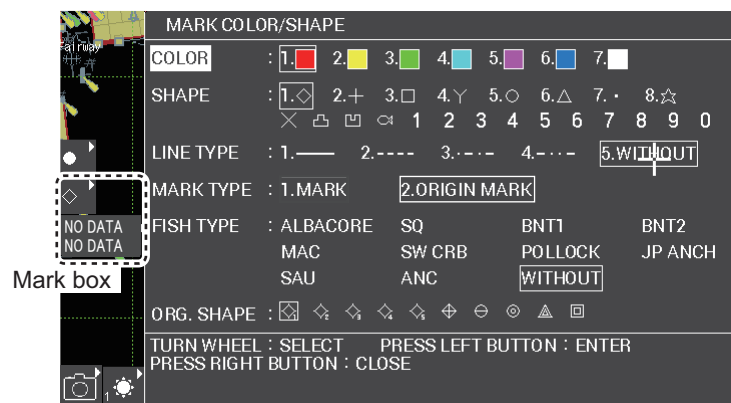 MARK COLOR/SHAPE
Fairway
COLOR : 1. 2. 3. 4. 5. 6. 7.
SHAPE : 1.◇ 2.+ 3.□ 4.Y 5.○ 6.△ 7.・ 8.☆
1 2 3 4 5 6 7 8 9 0
LINE TYPE : 1.—— 2.---- 3.-·-·- 4.-··- 5.WITHOUT
MARK TYPE : 1.MARK 2.ORIGIN MARK
NO DATA
NO DATA
Mark box
FISH TYPE : ALBACORE SQ BNT1 BNT2
MAC SW CRB POLLOCK JP ANCH
SAU ANC WITHOUT
ORG. SHAPE :
TURN WHEEL : SELECT PRESS LEFT BUTTON : ENTER
PRESS RIGHT BUTTON : CLOSE
1